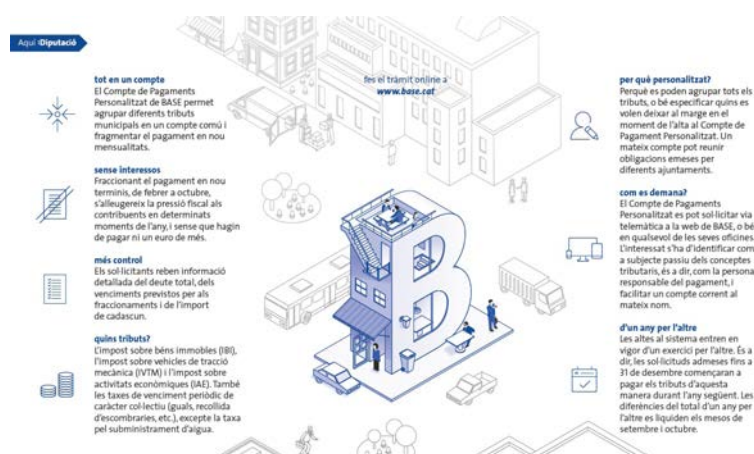 Aquí :Diputació
tot en un compte
El Compte de Pagaments
Personalitzat de BASE permet
agrupar diferents tributs
municipals en un compte comú i
fragmentar el pagament en nou
mensualitats.
sense interessos
Fraccionant el pagament en nou
terminis, de febrer a octubre,
s'alleugereix la pressió fiscal als
contribuents en determinats
moments de l'any, i sense que hagin
de pagar ni un euro de més.
més control
Els sol·licitants reben informació
detallada del deute total, dels
venciments previstos per als
fraccionaments i de l'import
de cadascun.
quins tributs?
L'impost sobre béns immobles (IBI),
l'impost sobre vehicles de tracció
mecànica (IVTM) i l'impost sobre
activitats econòmiques (IAE). També
les taxes de venciment periòdic de
caràcter col·lectiu (guals, recollida
d'escombraries, etc.), excepte la taxa
pel subministrament d'aigua.
fes el tràmit online a
www.base.cat
B
per què personalitzat?
Perquè es poden agrupar tots els
tributs, o bé especificar quins es
volen deixar al marge en el
moment de l'alta al Compte de
Pagament Personalitzat. Un
mateix compte pot reunir
obligacions emeses per
diferents ajuntaments.
com es demana?
El Compte de Pagaments
Personalitzat es pot sol·licitar via
telemàtica a la web de BASE, o bé
en qualsevol de les seves oficines.
L'interessat s'ha d'identificar com
a subjecte passiu dels conceptes
tributaris, és a dir, com la persona
responsable del pagament, i
facilitar un compte corrent al
mateix nom.
d'un any per l'altre
Les altes al sistema entren en
vigor d'un exercici per l'altre. És a
dir, les sol·licituds admeses fins a
31 de desembre començaran a
pagar els tributs d'aquesta
manera durant l'any següent. Les
diferències del total d'un any per
l'altre es liquiden els mesos de
setembre i octubre.